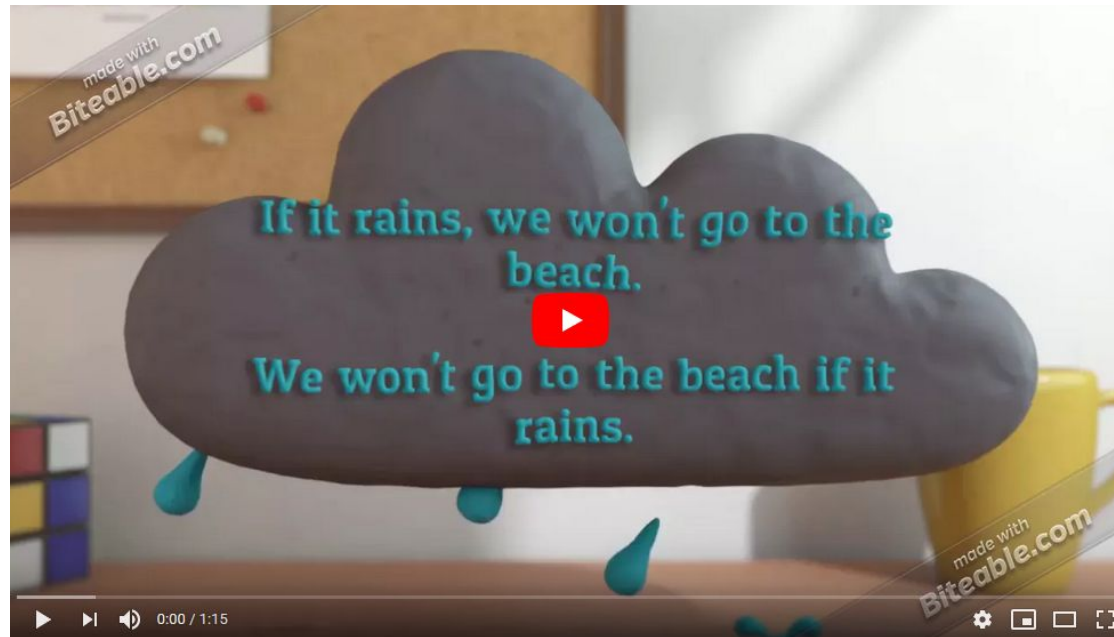 made with
Biteable.com
If it rains, we won't go to the
beach.
We won't go to the beach if it
rains.
made with
Biteable.com
0:00 / 1:15